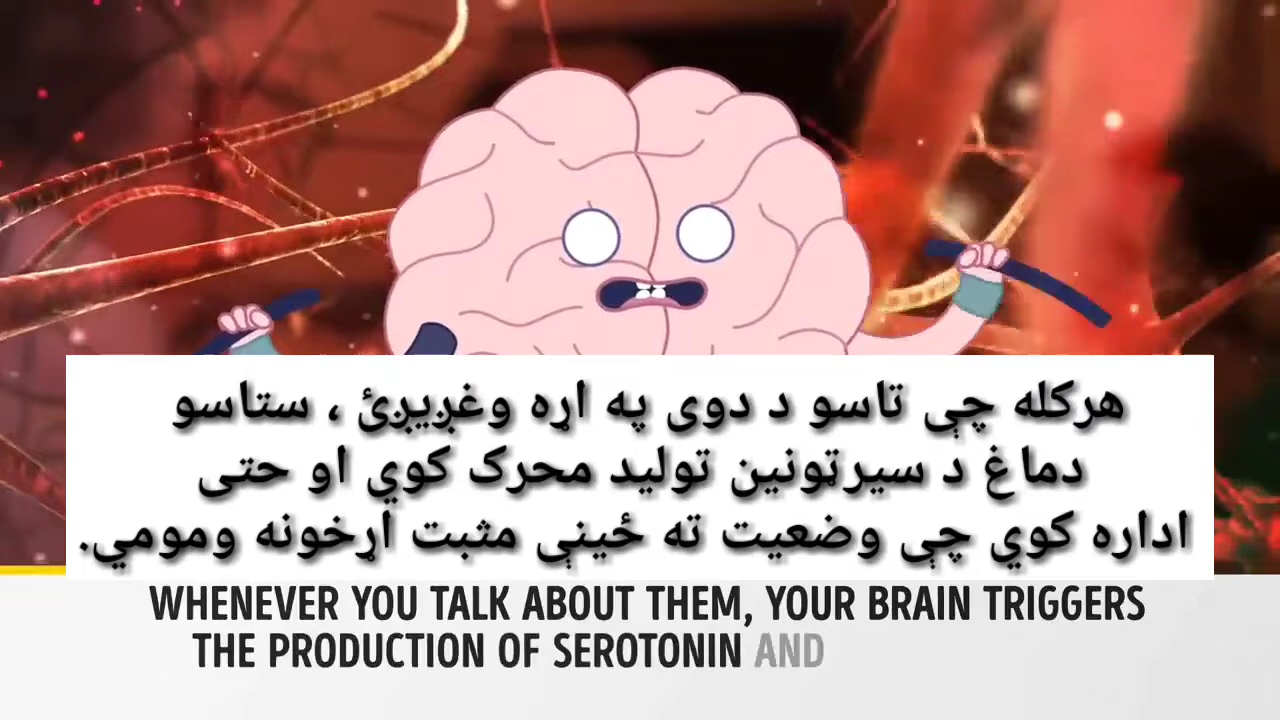 هرکله چې تاسو د دوی په اړه وغږیږئ ، ستاسو
دماغ د سیرټونین تولید محرک کوي او حتی
اداره کوي چې وضعیت ته ځینې مثبت اړخونه ومومي.
WHENEVER YOU TALK ABOUT THEM, YOUR BRAIN TRIGGERS
THE PRODUCTION OF SEROTONIN AND